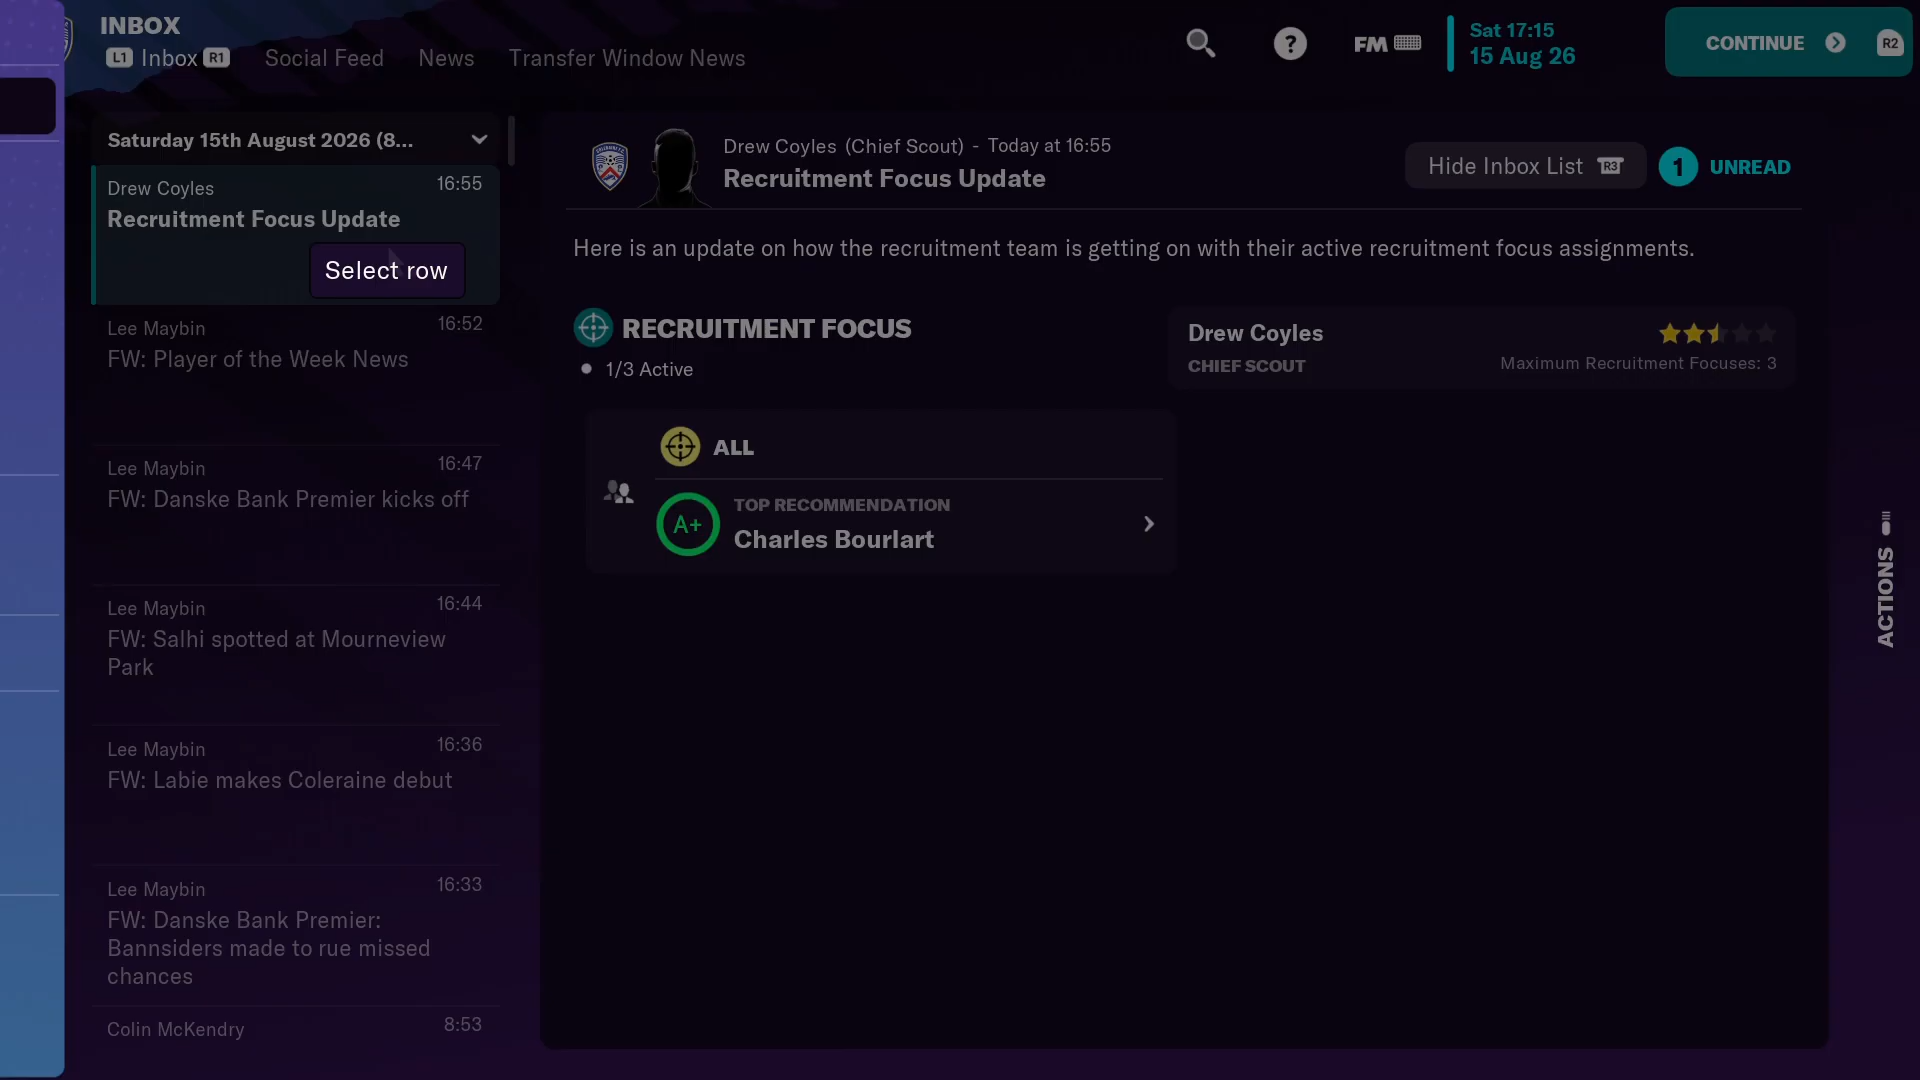 INBOX
L1 Inbox R1 Social Feed News Transfer Window News
FM
Sat 17:15
15 Aug 26
CONTINUE R2
Saturday 15th August 2026 (8...
Drew Coyles 16:55
Recruitment Focus Update
Select row
Lee Maybin 16:52
FW: Player of the Week News
Lee Maybin 16:47
FW: Danske Bank Premier kicks off
Lee Maybin 16:44
FW: Salhi spotted at Mourneview
Park
Lee Maybin 16:36
FW: Labie makes Coleraine debut
Lee Maybin 16:33
FW: Danske Bank Premier:
Bannsiders made to rue missed
chances
Colin McKendry 8:53
Drew Coyles (Chief Scout) - Today at 16:55
Recruitment Focus Update
Hide Inbox List R3
1 UNREAD
Here is an update on how the recruitment team is getting on with their active recruitment focus assignments.
RECRUITMENT FOCUS
1/3 Active
Drew Coyles
CHIEF SCOUT
Maximum Recruitment Focuses: 3
ALL
TOP RECOMMENDATION
A+
Charles Bourlart
ACTIONS